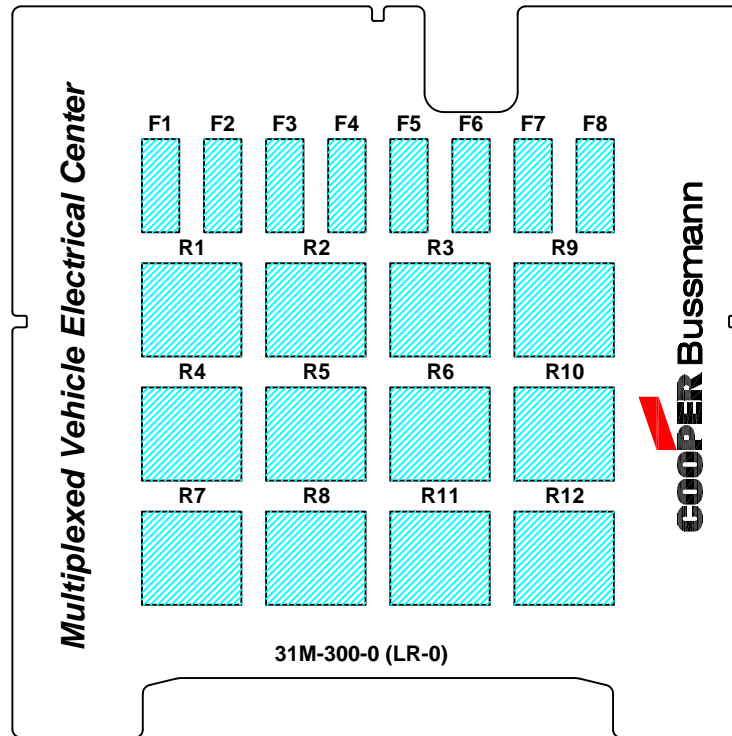 F1 F2 F3 F4 F5 F6 F7 F8
R1 R2 R3 R9
R4 R5 R6 R10
R7 R8 R11 R12
31M-300-0 (LR-0)
Multiplexed Vehicle Electrical Center
COOPER Bussmann